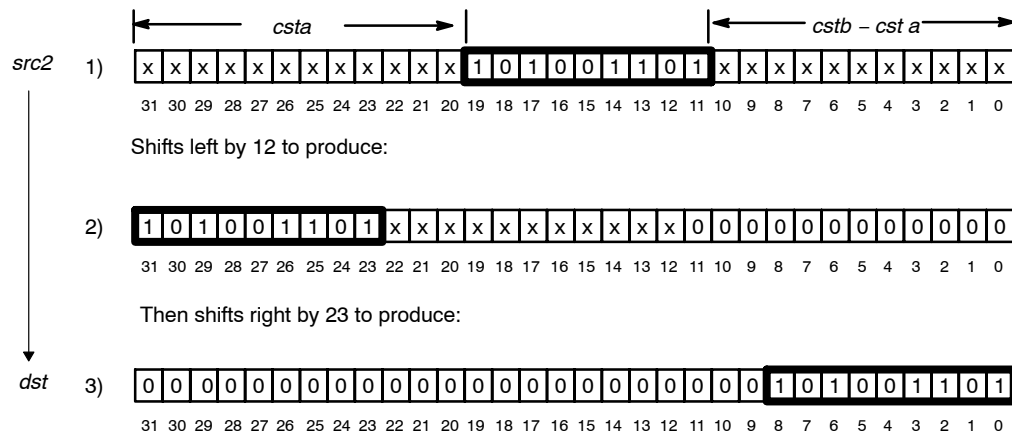 csta cstb – cst a
src2 1) x x x x x x x x x x x x 1 0 1 0 0 1 1 0 1 x x x x x x x x x x x
31 30 29 28 27 26 25 24 23 22 21 20 19 18 17 16 15 14 13 12 11 10 9 8 7 6 5 4 3 2 1 0
Shifts left by 12 to produce:
2) 1 0 1 0 0 1 1 0 1 x x x x x x x x x x x 0 0 0 0 0 0 0 0 0 0 0 0
31 30 29 28 27 26 25 24 23 22 21 20 19 18 17 16 15 14 13 12 11 10 9 8 7 6 5 4 3 2 1 0
Then shifts right by 23 to produce:
dst 3) 0 0 0 0 0 0 0 0 0 0 0 0 0 0 0 0 0 0 0 0 0 0 0 1 0 1 0 0 1 1 0 1
31 30 29 28 27 26 25 24 23 22 21 20 19 18 17 16 15 14 13 12 11 10 9 8 7 6 5 4 3 2 1 0